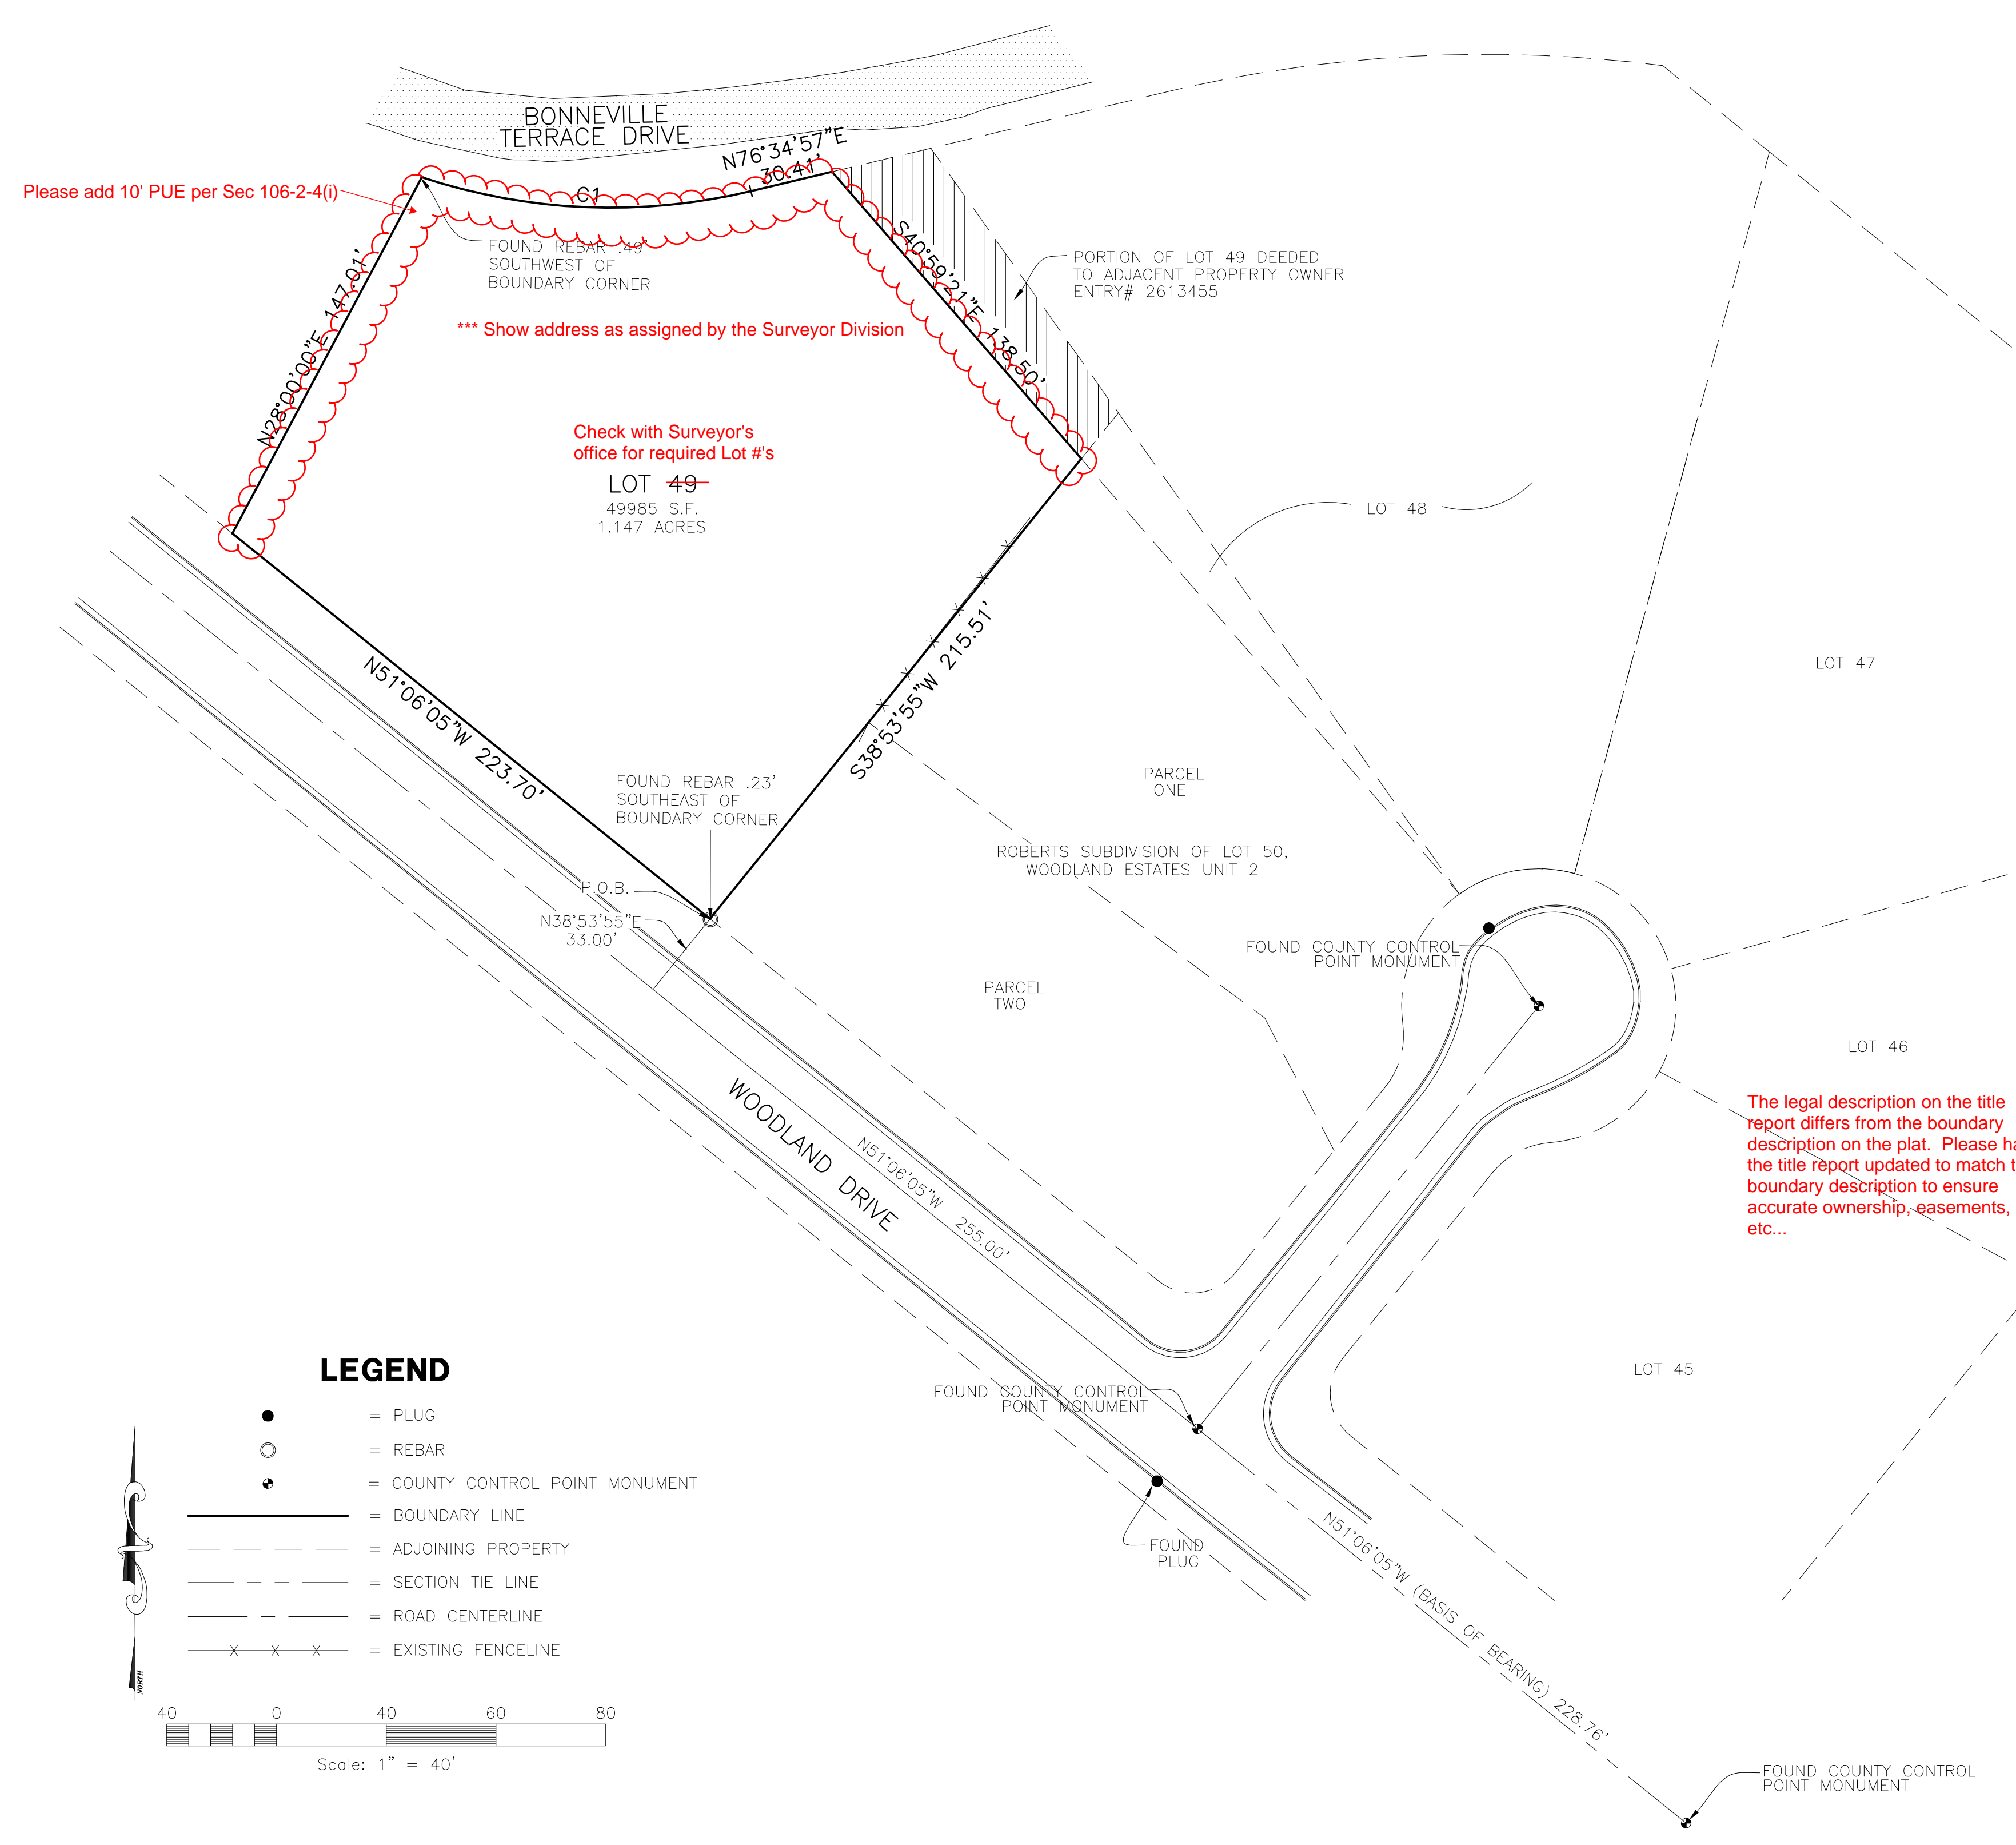 BONNEVILLE
TERRACE DRIVE
N76°34'57"E
30.41'
Please add 10' PUE per Sec 106-2-4(i)
C1
FOUND REBAR .49'
SOUTHWEST OF
BOUNDARY CORNER
N28°00'00"E 147.01'
S40°59'21"E 138.50'
PORTION OF LOT 49 DEEDED
TO ADJACENT PROPERTY OWNER
ENTRY# 2613455
*** Show address as assigned by the Surveyor Division
Check with Surveyor's
office for required Lot #'s
LOT 49
49985 S.F.
1.147 ACRES
LOT 48
LOT 47
N51°06'05"W 223.70'
S38°53'55"W 215.51'
FOUND REBAR .23'
SOUTHEAST OF
BOUNDARY CORNER
PARCEL
ONE
ROBERTS SUBDIVISION OF LOT 50,
WOODLAND ESTATES UNIT 2
P.O.B.
N38°53'55"E
33.00'
FOUND COUNTY CONTROL
POINT MONUMENT
PARCEL
TWO
LOT 46
The legal description on the title
report differs from the boundary
description on the plat. Please ha
the title report updated to match t
boundary description to ensure
accurate ownership, easements,
etc...
WOODLAND DRIVE
N51°06'05"W 255.00'
LOT 45
FOUND COUNTY CONTROL
POINT MONUMENT
FOUND
PLUG
N51°06'05"W (BASIS OF BEARING) 228.76'
FOUND COUNTY CONTROL
POINT MONUMENT
LEGEND
= PLUG
= REBAR
= COUNTY CONTROL POINT MONUMENT
= BOUNDARY LINE
= ADJOINING PROPERTY
= SECTION TIE LINE
= ROAD CENTERLINE
X X X = EXISTING FENCELINE
NORTH
40 0 40 60 80
Scale: 1" = 40'